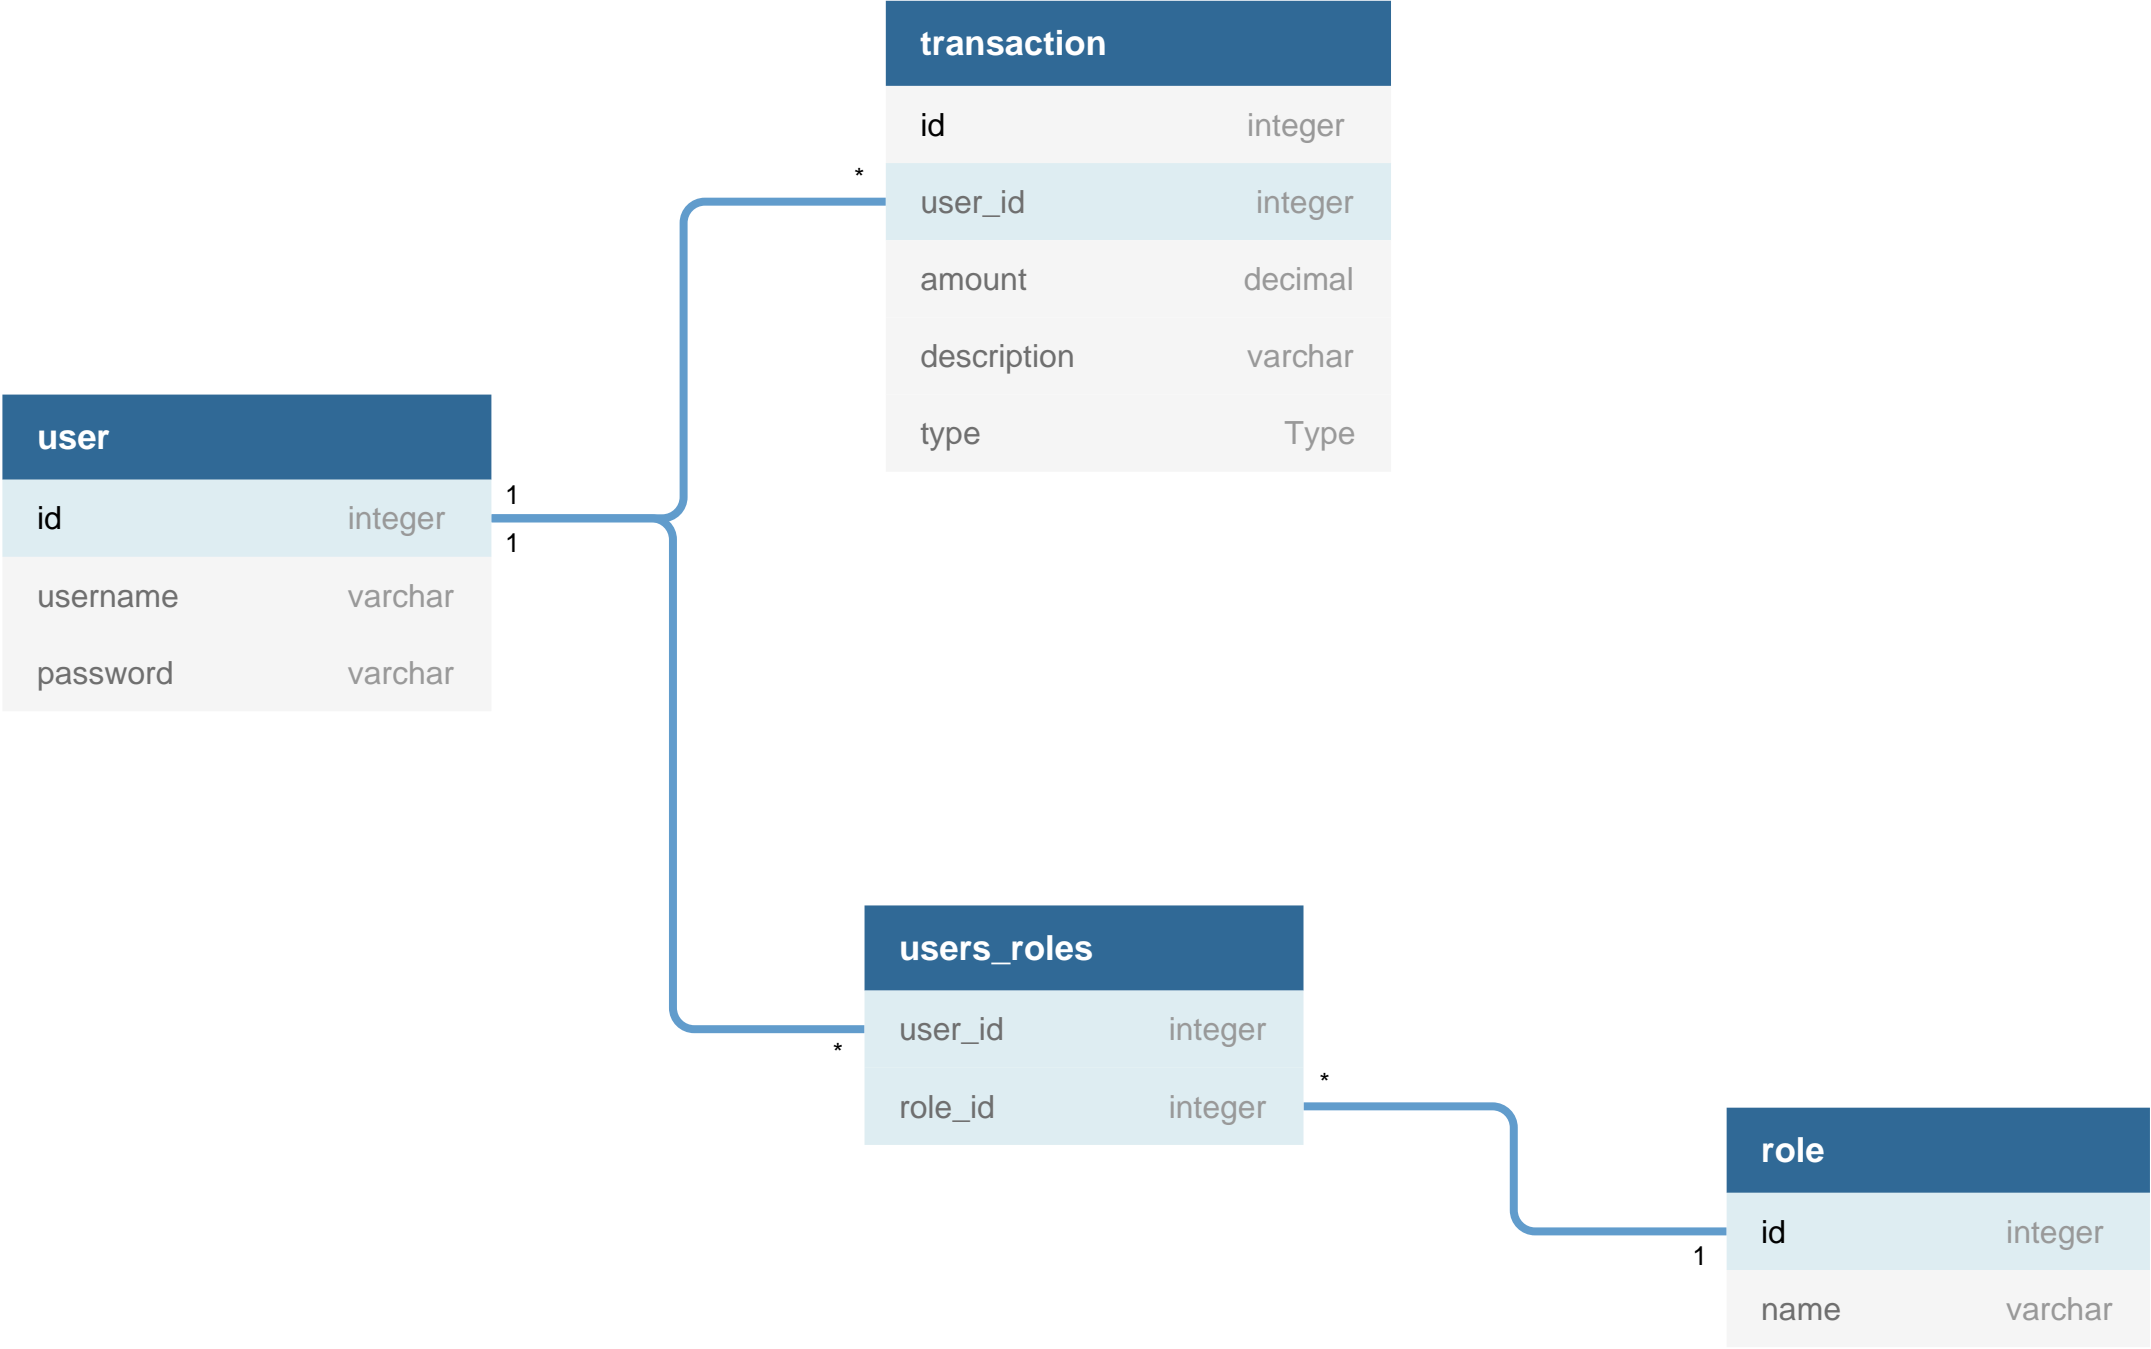 transaction
id integer
* user_id integer
amount decimal
description varchar
type Type
user
1
id integer
1
username varchar
password varchar
users_roles
user_id integer
*
*
role_id integer
role
id integer
1
name varchar